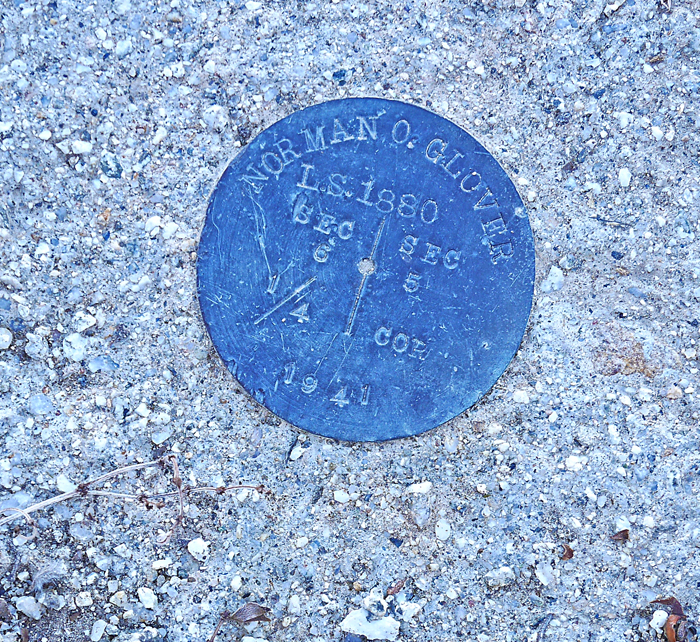 NORMAN O. GLOVER
L.S. 1880
SEC SEC
6 5
1/4 COR
1941